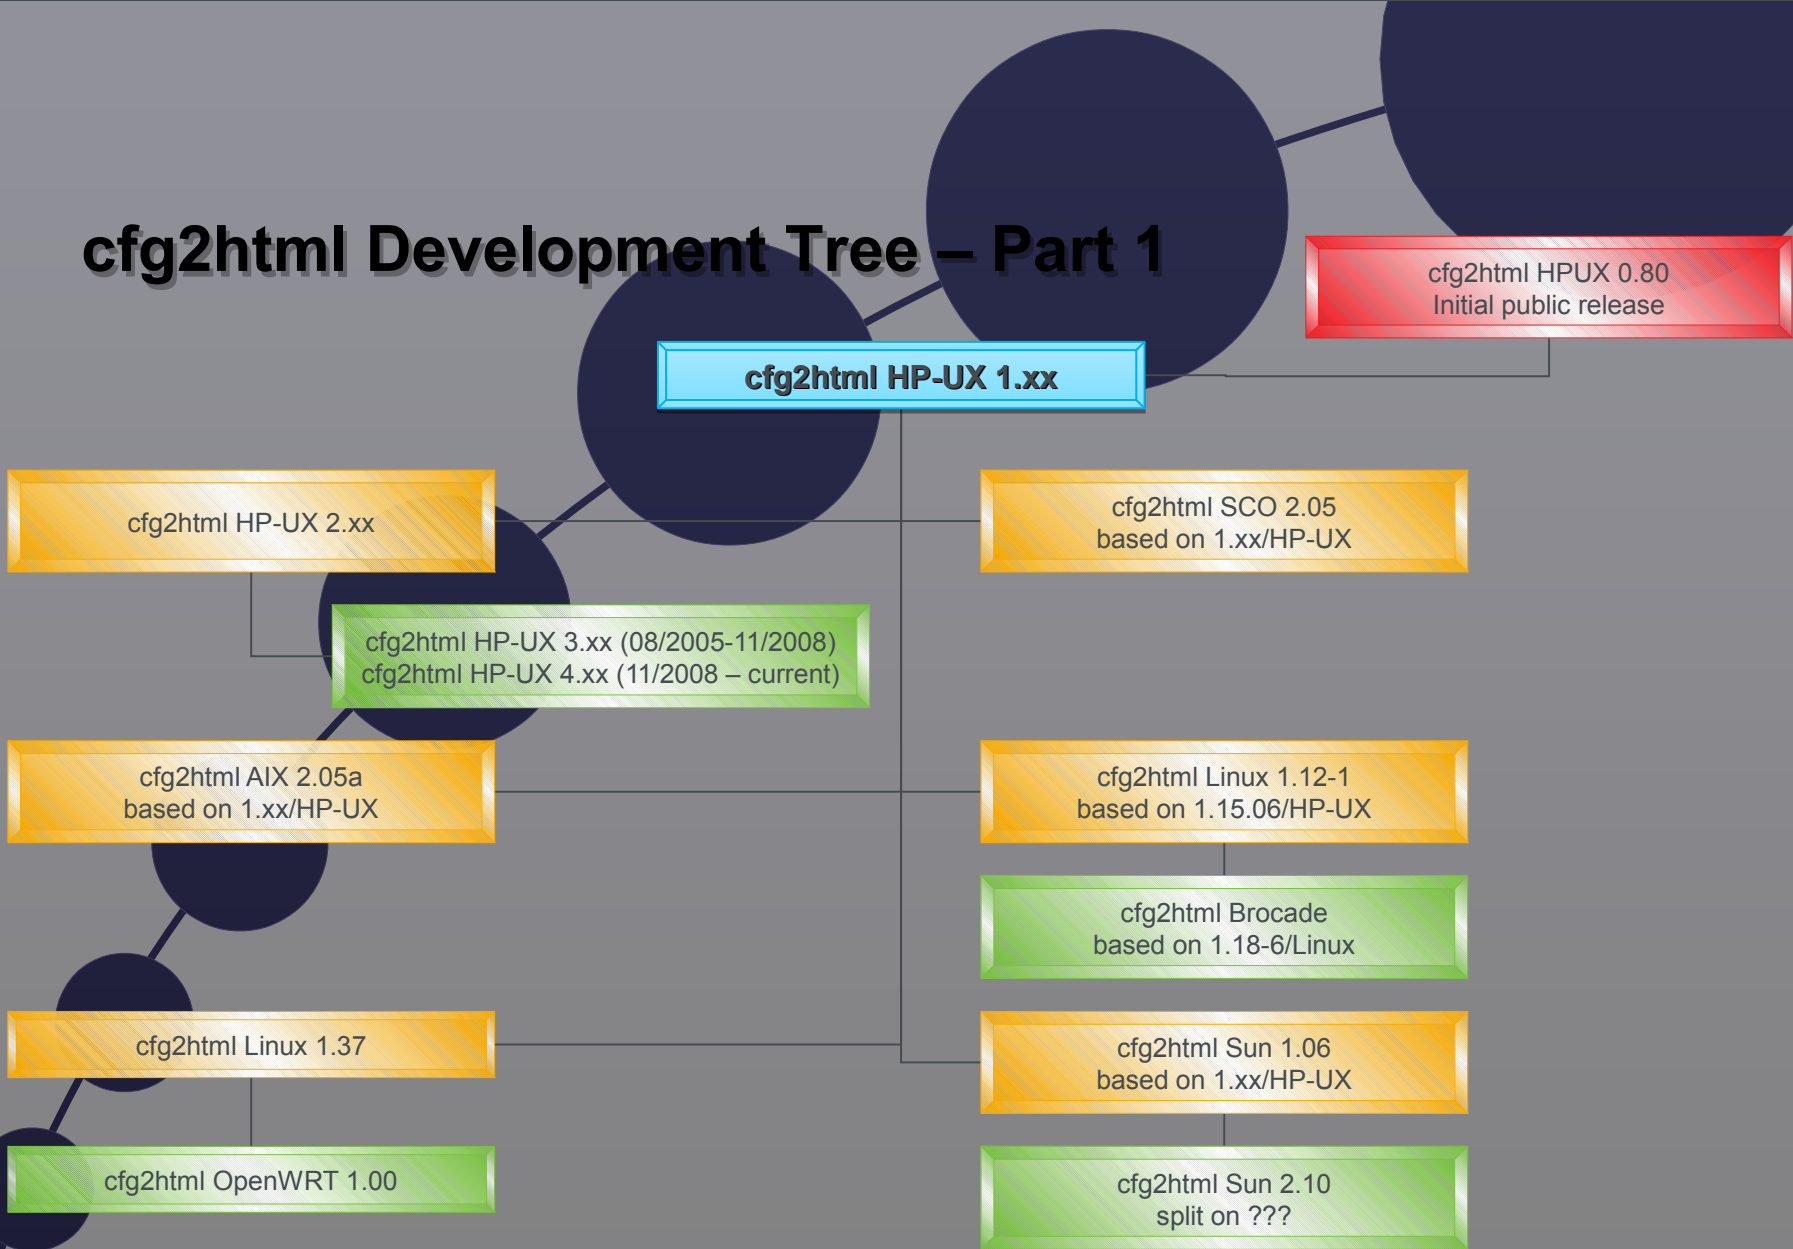 cfg2html Development Tree – Part 1
cfg2html HPUX 0.80
Initial public release
cfg2html HP-UX 1.xx
cfg2html HP-UX 2.xx
cfg2html SCO 2.05
based on 1.xx/HP-UX
cfg2html HP-UX 3.xx (08/2005-11/2008)
cfg2html HP-UX 4.xx (11/2008 – current)
cfg2html AIX 2.05a
based on 1.xx/HP-UX
cfg2html Linux 1.12-1
based on 1.15.06/HP-UX
cfg2html Brocade
based on 1.18-6/Linux
cfg2html Linux 1.37
cfg2html Sun 1.06
based on 1.xx/HP-UX
cfg2html OpenWRT 1.00
cfg2html Sun 2.10
split on ???